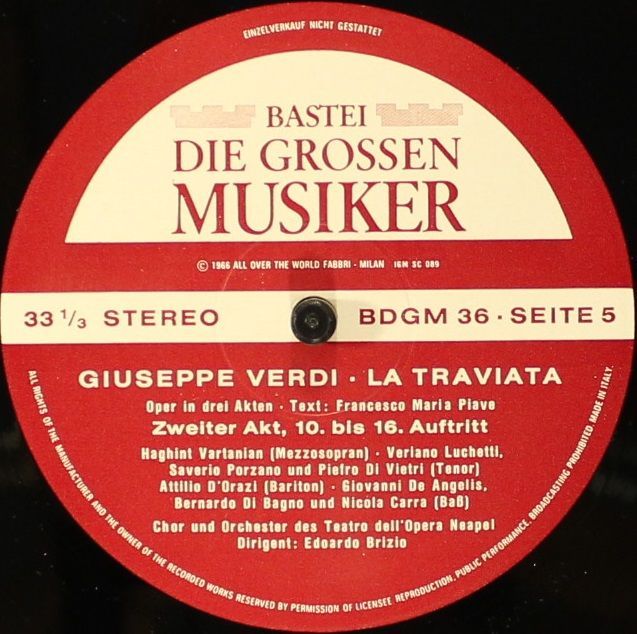 EINZELVERKAUF NICHT GESTATTET
BASTEI
DIE GROSSEN
MUSIKER
© 1966 ALL OVER THE WORLD FABBRI - MILAN IGM SC 089
33 1/3 STEREO
BDGM 36 · SEITE 5
GIUSEPPE VERDI · LA TRAVIATA
Oper in drei Akten · Text: Francesco Maria Piave
Zweiter Akt, 10. bis 16. Auftritt
Haghint Vartanian (Mezzosopran) · Veriano Luchetti,
Saverio Porzano und Piefro Di Vietri (Tenor)
Attilio D'Orazi (Bariton) · Giovanni De Angelis,
Bernardo Di Bagno und Nicola Carra (Baß)
Chor und Orchester des Teatro dell'Opera Neapel
Dirigent: Edoardo Brizio
ALL RIGHTS OF THE MANUFACTURER AND THE OWNER OF THE RECORDED WORKS RESERVED BY PERMISSION OF LICENSEE REPRODUCTION, PUBLIC PERFORMANCE, BROADCASTING PROHIBITED. MADE IN ITALY.